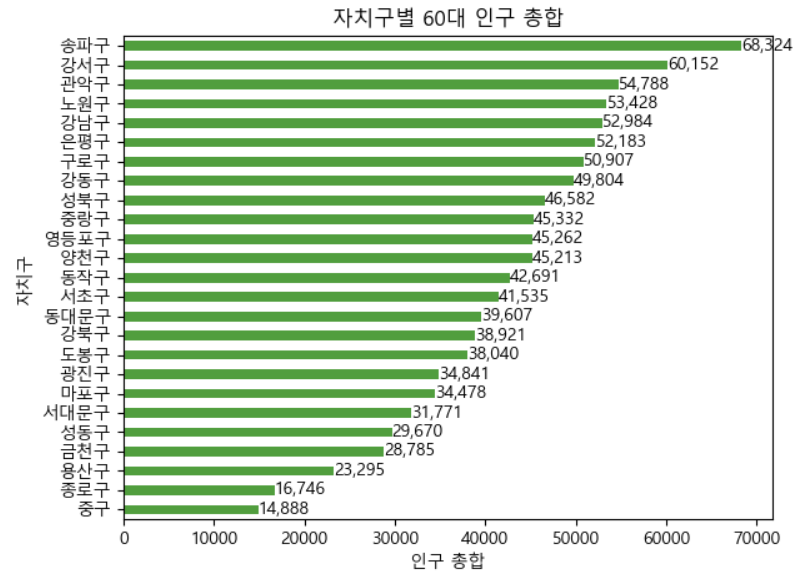 자치구별 60대 인구 총합
송파구 68,324
강서구 60,152
관악구 54,788
노원구 53,428
강남구 52,984
은평구 52,183
구로구 50,907
강동구 49,804
성북구 46,582
중랑구 45,332
영등포구 45,262
양천구 45,213
동작구 42,691
서초구 41,535
동대문구 39,607
강북구 38,921
도봉구 38,040
광진구 34,841
마포구 34,478
서대문구 31,771
성동구 29,670
금천구 28,785
용산구 23,295
종로구 16,746
중구 14,888
자치구
0 10000 20000 30000 40000 50000 60000 70000
인구 총합